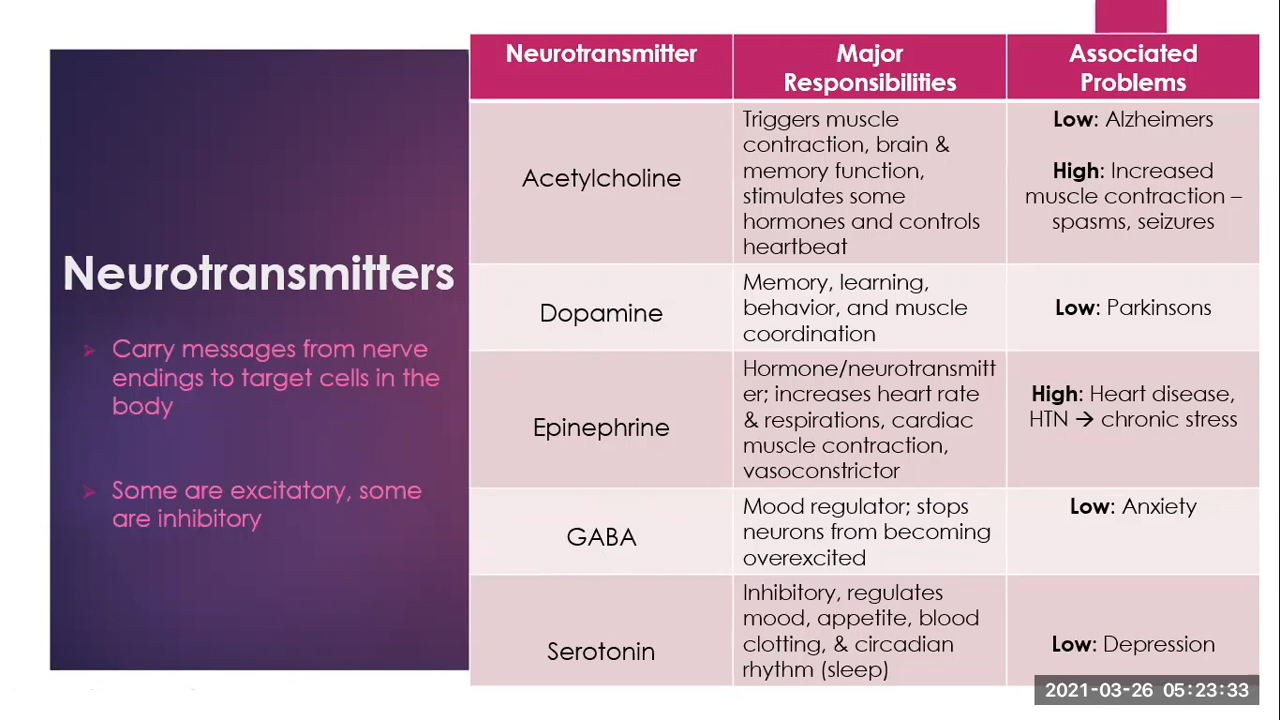 Neurotransmitters
Carry messages from nerve
endings to target cells in the
body
Some are excitatory, some
are inhibitory
Neurotransmitter
Major
Responsibilities
Associated
Problems
Acetylcholine
Triggers muscle
contraction, brain &
memory function,
stimulates some
hormones and controls
heartbeat
Low: Alzheimers
High: Increased
muscle contraction –
spasms, seizures
Dopamine
Memory, learning,
behavior, and muscle
coordination
Low: Parkinsons
Epinephrine
Hormone/neurotransmitt
er; increases heart rate
& respirations, cardiac
muscle contraction,
vasoconstrictor
High: Heart disease,
HTN → chronic stress
GABA
Mood regulator; stops
neurons from becoming
overexcited
Low: Anxiety
Serotonin
Inhibitory, regulates
mood, appetite, blood
clotting, & circadian
rhythm (sleep)
Low: Depression
2021-03-26 05:23:33